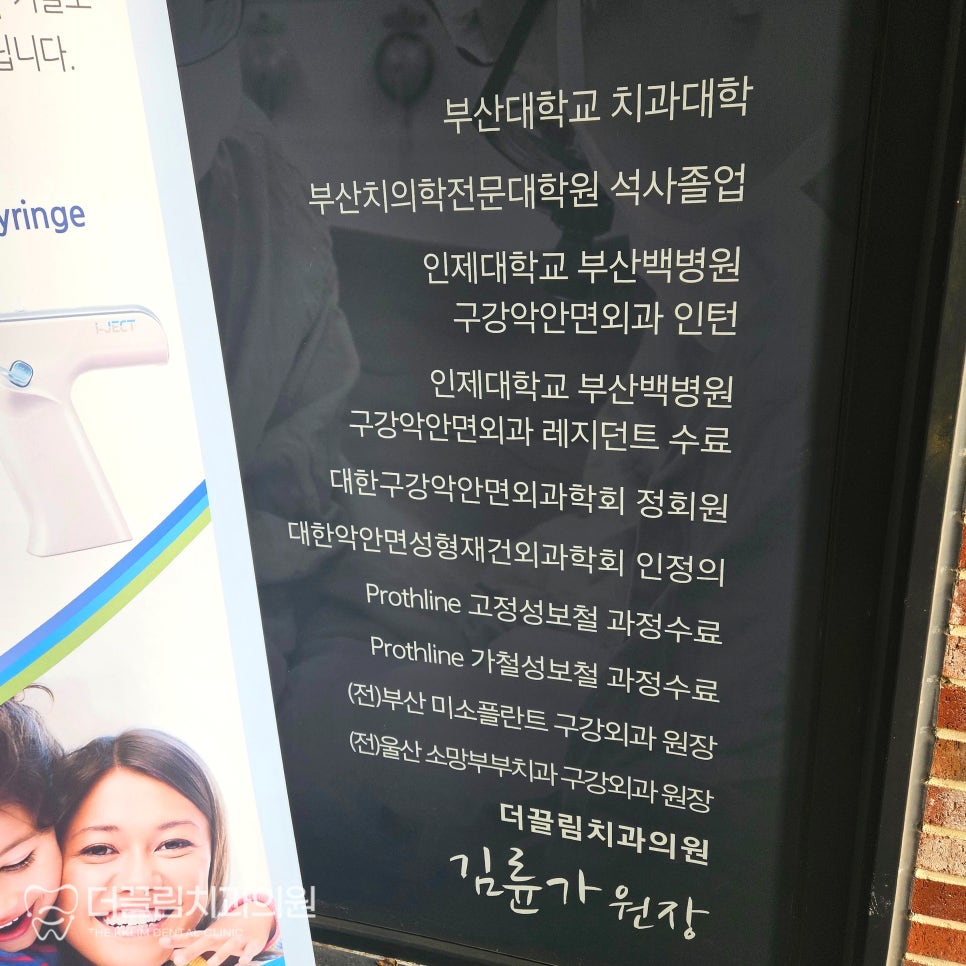 닙니다.
yringe
i-JECT
부산대학교 치과대학
부산치의학전문대학원 석사졸업
인제대학교 부산백병원
구강악안면외과 인턴
인제대학교 부산백병원
구강악안면외과 레지던트 수료
대한구강악안면외과학회 정회원
대한악안면성형재건외과학회 인정의
Prothline 고정성보철 과정수료
Prothline 가철성보철 과정수료
(전)부산 미소플란트 구강외과 원장
(전)울산 소망부부치과 구강외과 원장
더끌림치과의원
김륜가 원장
더끌림치과의원
THE KKLIM DENTAL CLINIC